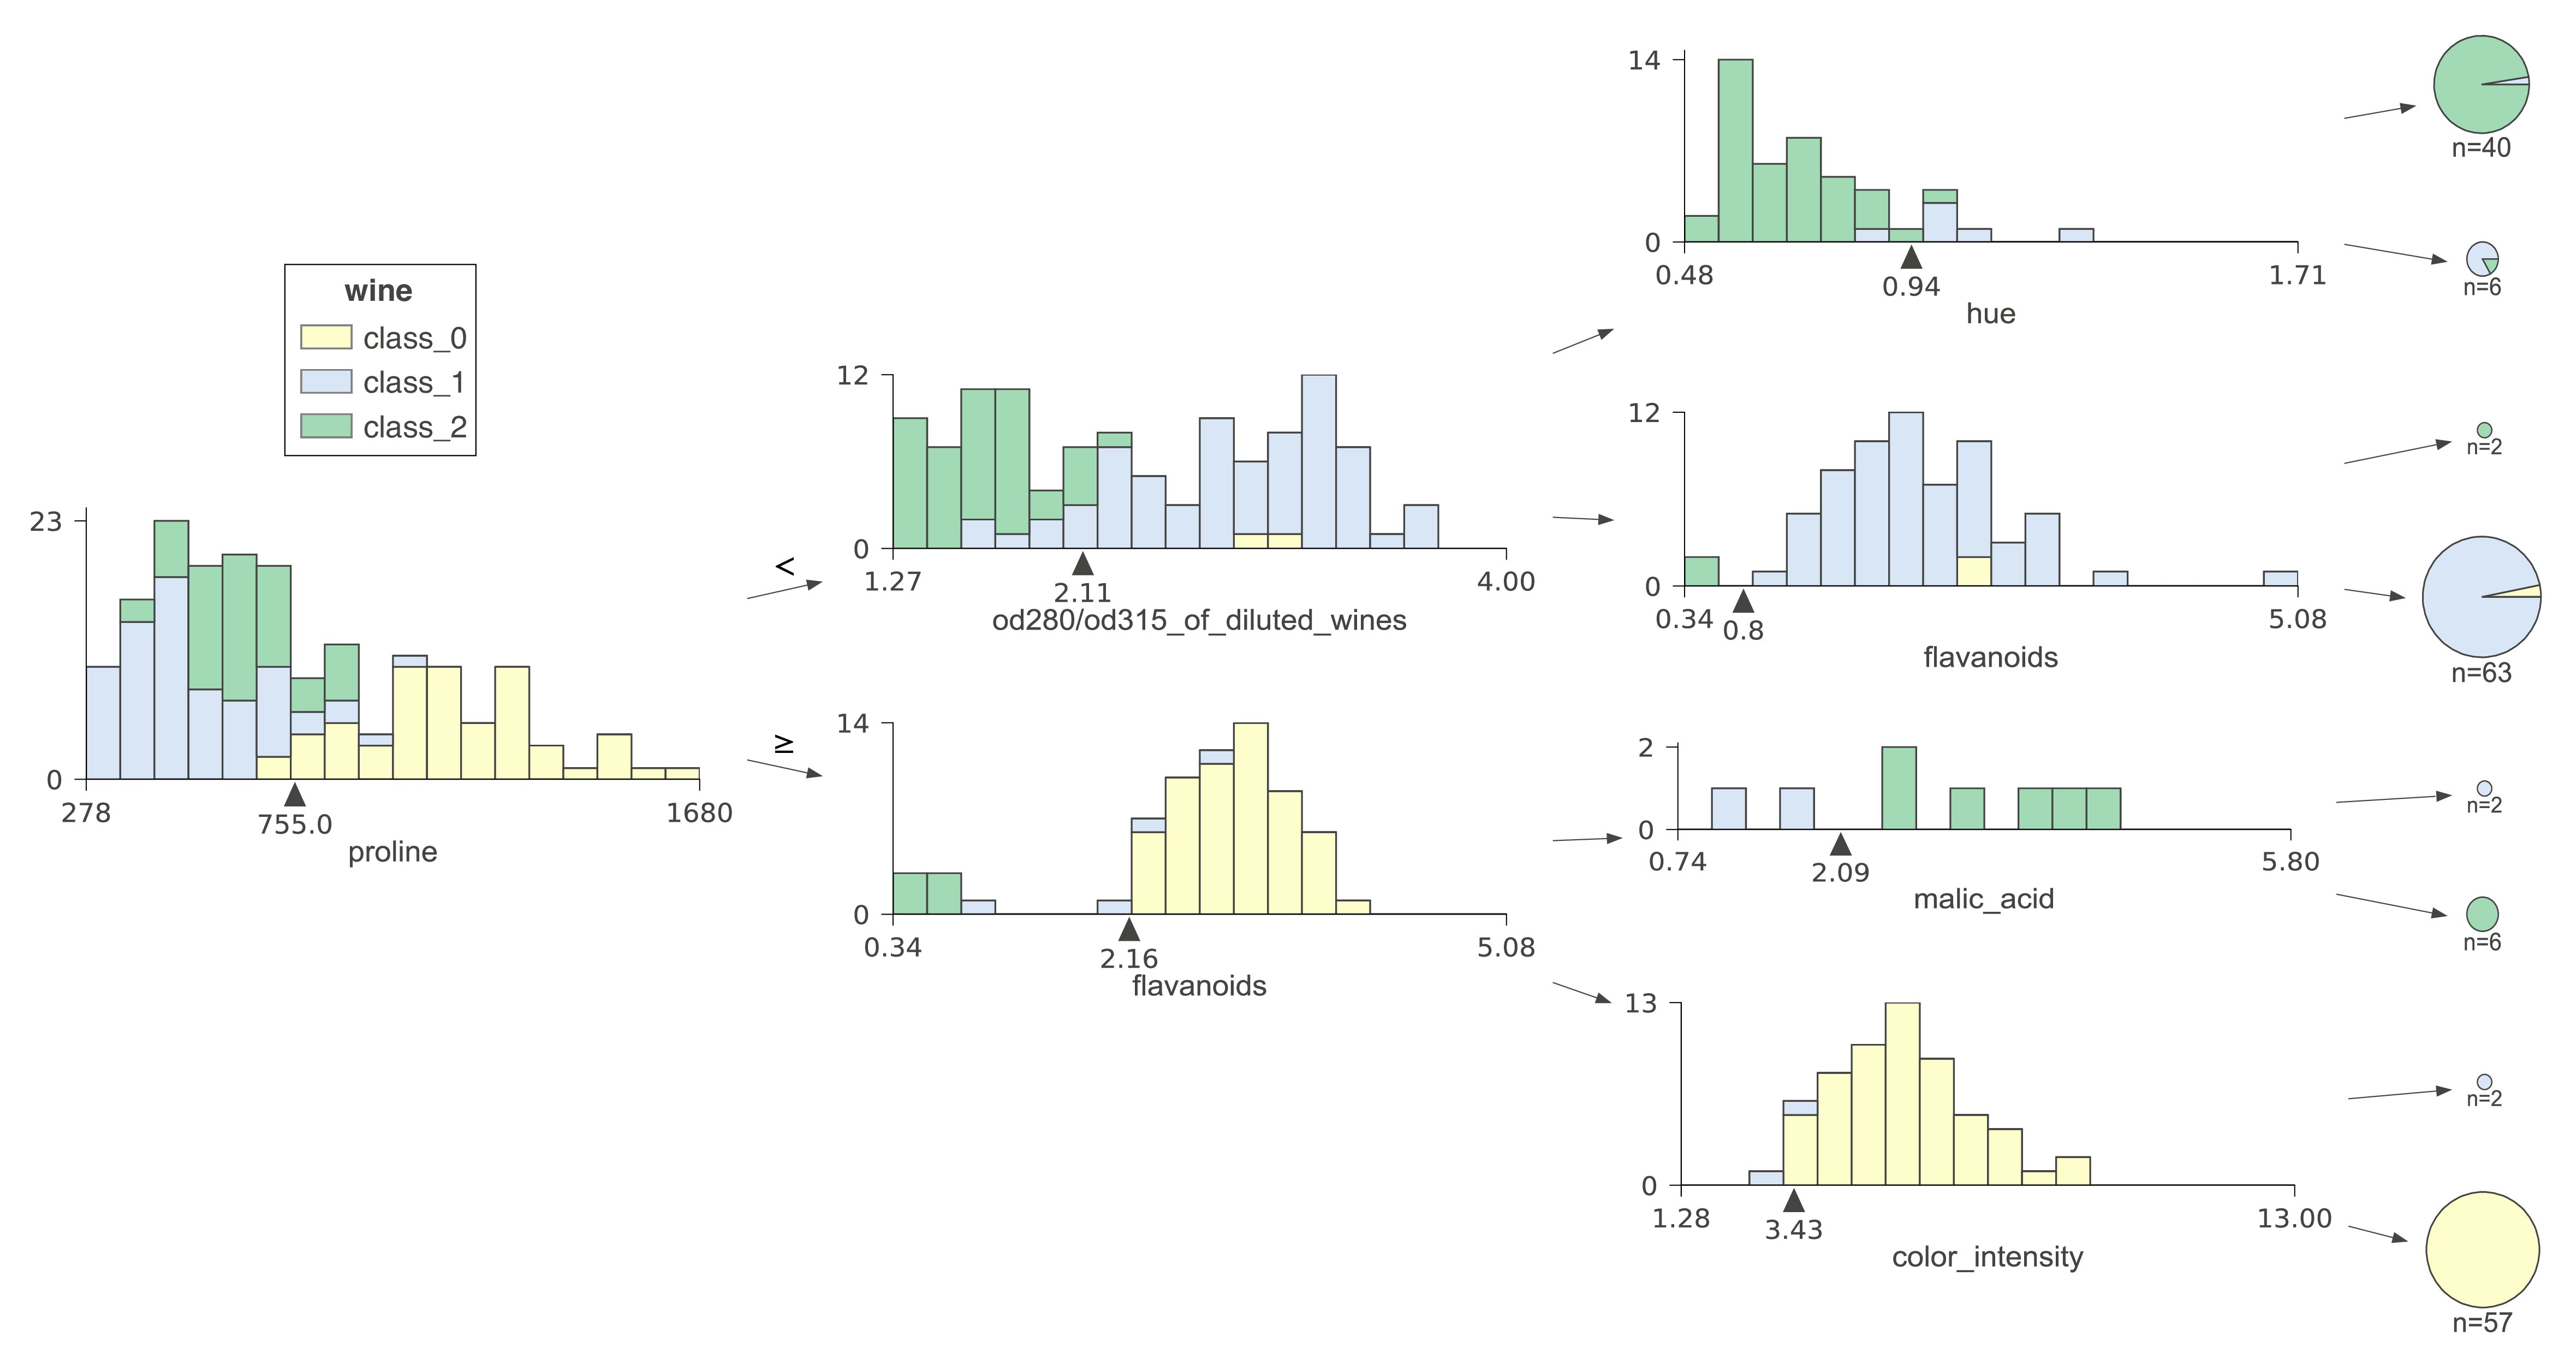 wine
class_0
class_1
class_2
23
0
278
1680
755.0
proline
<
≥
12
0
1.27
4.00
2.11
od280/od315_of_diluted_wines
14
0
0.34
5.08
2.16
flavanoids
14
0
0.48
1.71
0.94
hue
12
0
0.34
5.08
0.8
flavanoids
2
0
0.74
5.80
2.09
malic_acid
13
0
1.28
13.00
3.43
color_intensity
n=40
n=6
n=2
n=63
n=2
n=6
n=2
n=57